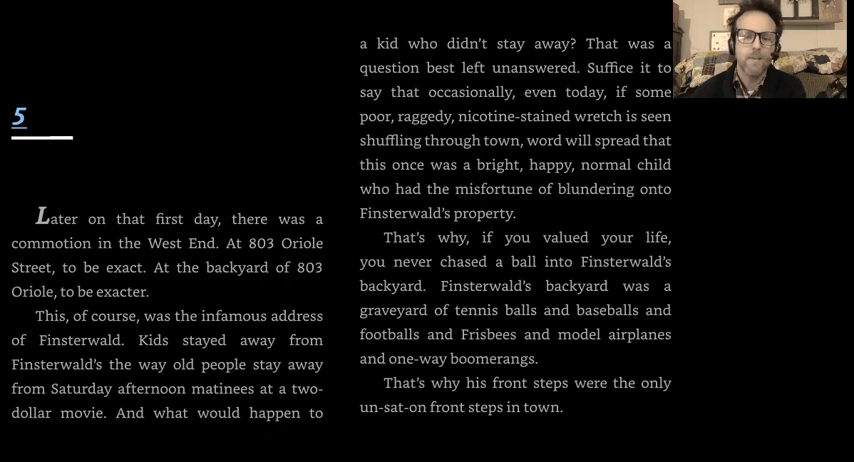 5
Later on that first day, there was a
commotion in the West End. At 803 Oriole
Street, to be exact. At the backyard of 803
Oriole, to be exacter.
This, of course, was the infamous address
of Finsterwald. Kids stayed away from
Finsterwald's the way old people stay away
from Saturday afternoon matinees at a two-
dollar movie. And what would happen to
a kid who didn't stay away? That was a
question best left unanswered. Suffice it to
say that occasionally, even today, if some
poor, raggedy, nicotine-stained wretch is seen
shuffling through town, word will spread that
this once was a bright, happy, normal child
who had the misfortune of blundering onto
Finsterwald's property.
That's why, if you valued your life,
you never chased a ball into Finsterwald's
backyard. Finsterwald's backyard was a
graveyard of tennis balls and baseballs and
footballs and Frisbees and model airplanes
and one-way boomerangs.
That's why his front steps were the only
un-sat-on front steps in town.